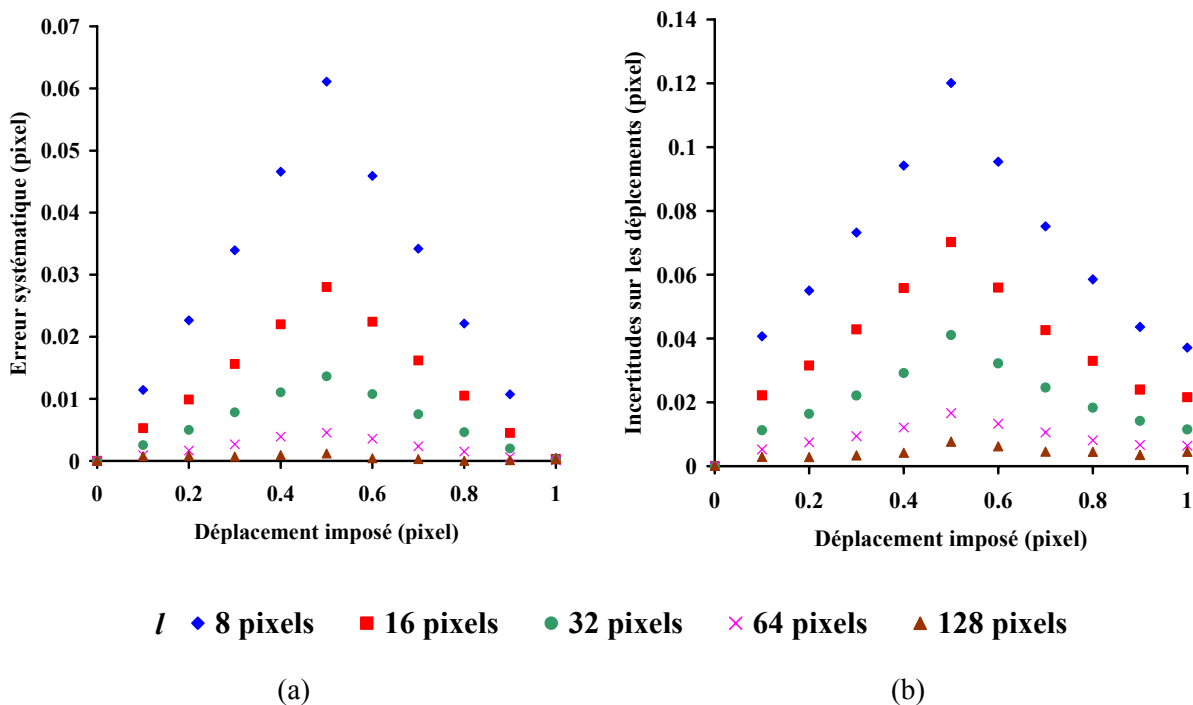 0.07
0.06
0.05
0.04
0.03
0.02
0.01
0
Erreur systématique (pixel)
0 0.2 0.4 0.6 0.8 1
Déplacement imposé (pixel)
0.14
0.12
0.1
0.08
0.06
0.04
0.02
0
Incertitudes sur les déplcements (pixel)
0 0.2 0.4 0.6 0.8 1
Déplacement imposé (pixel)
l 8 pixels 16 pixels 32 pixels 64 pixels 128 pixels
(a) (b)